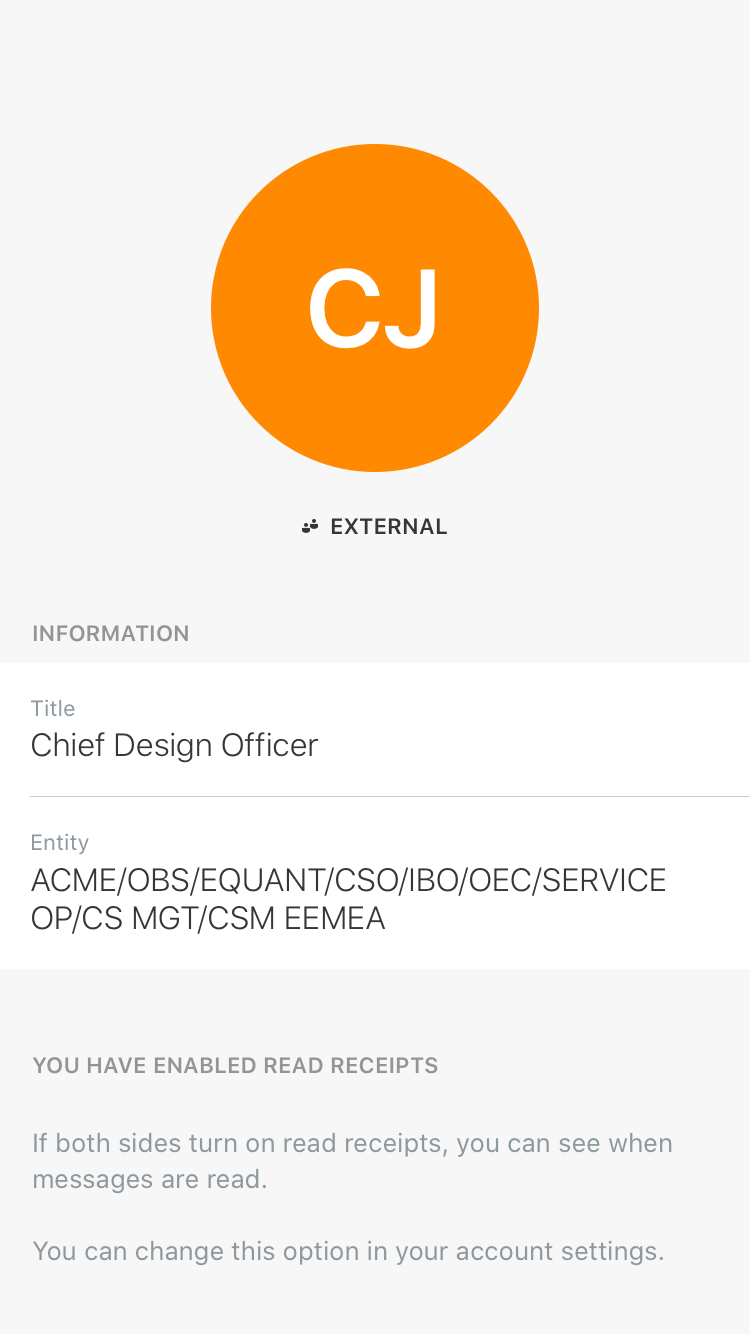 CJ
EXTERNAL
INFORMATION
Title
Chief Design Officer
Entity
ACME/OBS/EQUANT/CSO/IBO/OEC/SERVICE
OP/CS MGT/CSM EEMEA
YOU HAVE ENABLED READ RECEIPTS
If both sides turn on read receipts, you can see when
messages are read.
You can change this option in your account settings.